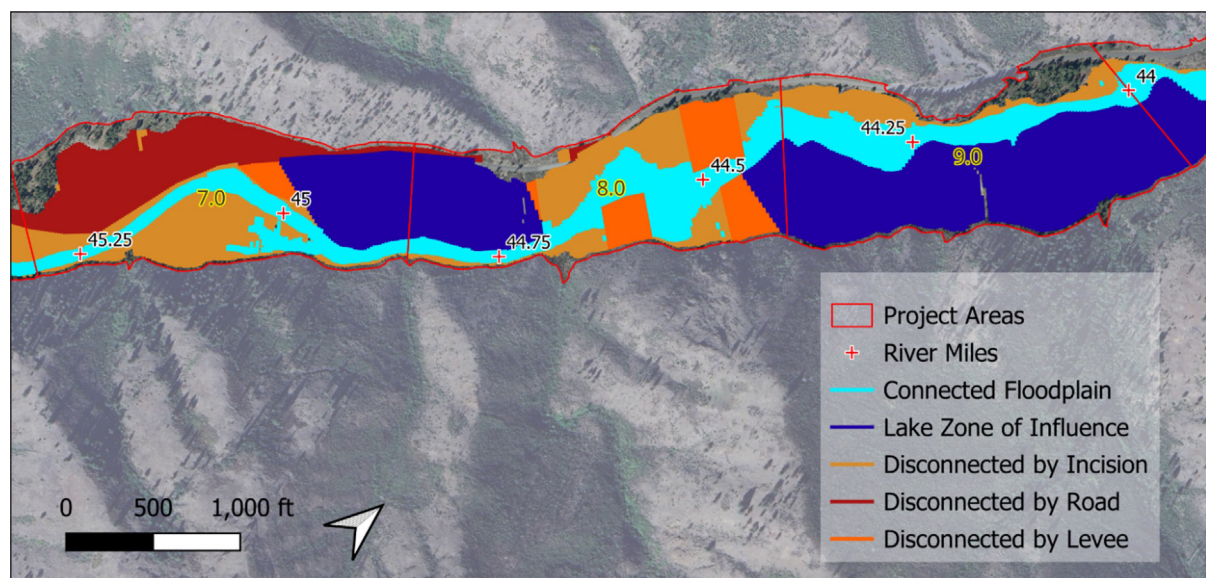 44
44.25
9.0
44.5
8.0
7.0
45
45.25
44.75
Project Areas
River Miles
Connected Floodplain
Lake Zone of Influence
Disconnected by Incision
Disconnected by Road
Disconnected by Levee
0 500 1,000 ft